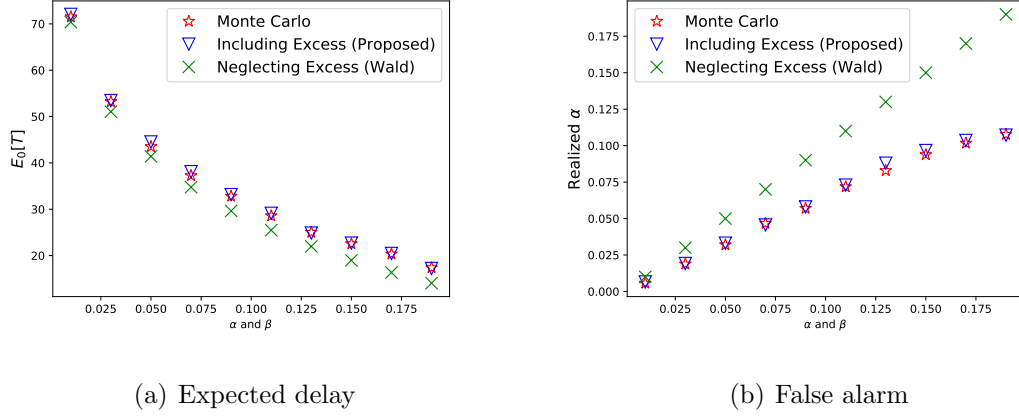 70
60
50
40
30
20
E₀[T]
Monte Carlo
Including Excess (Proposed)
Neglecting Excess (Wald)
0.025 0.050 0.075 0.100 0.125 0.150 0.175
α and β
(a) Expected delay
0.175
0.150
0.125
0.100
0.075
0.050
0.025
0.000
Realized α
Monte Carlo
Including Excess (Proposed)
Neglecting Excess (Wald)
0.025 0.050 0.075 0.100 0.125 0.150 0.175
α and β
(b) False alarm